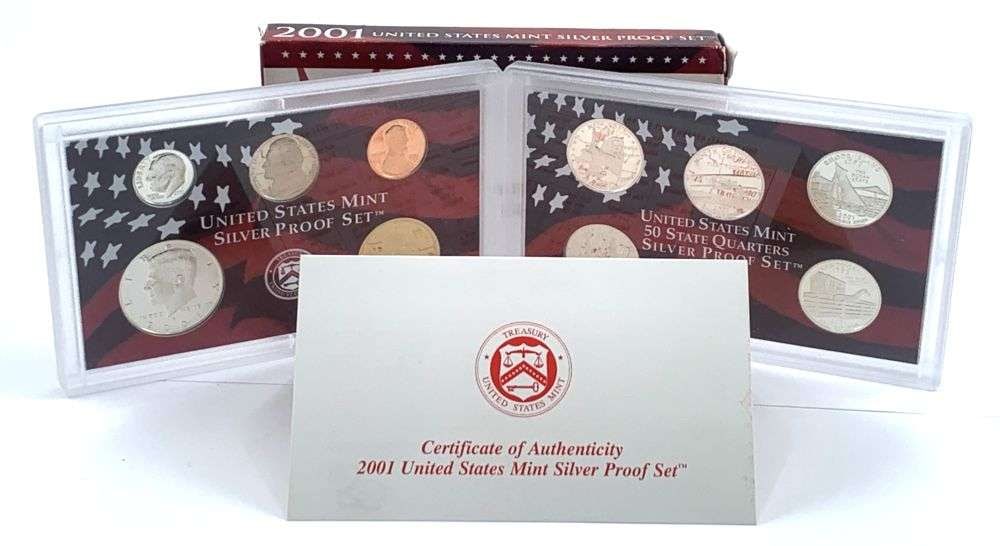 2001 UNITED STATES MINT SILVER PROOF SET™
UNITED STATES MINT
SILVER PROOF SET™
UNITED STATES MINT
50 STATE QUARTERS
SILVER PROOF SET™
TREASURY
UNITED STATES MINT
Certificate of Authenticity
2001 United States Mint Silver Proof Set™